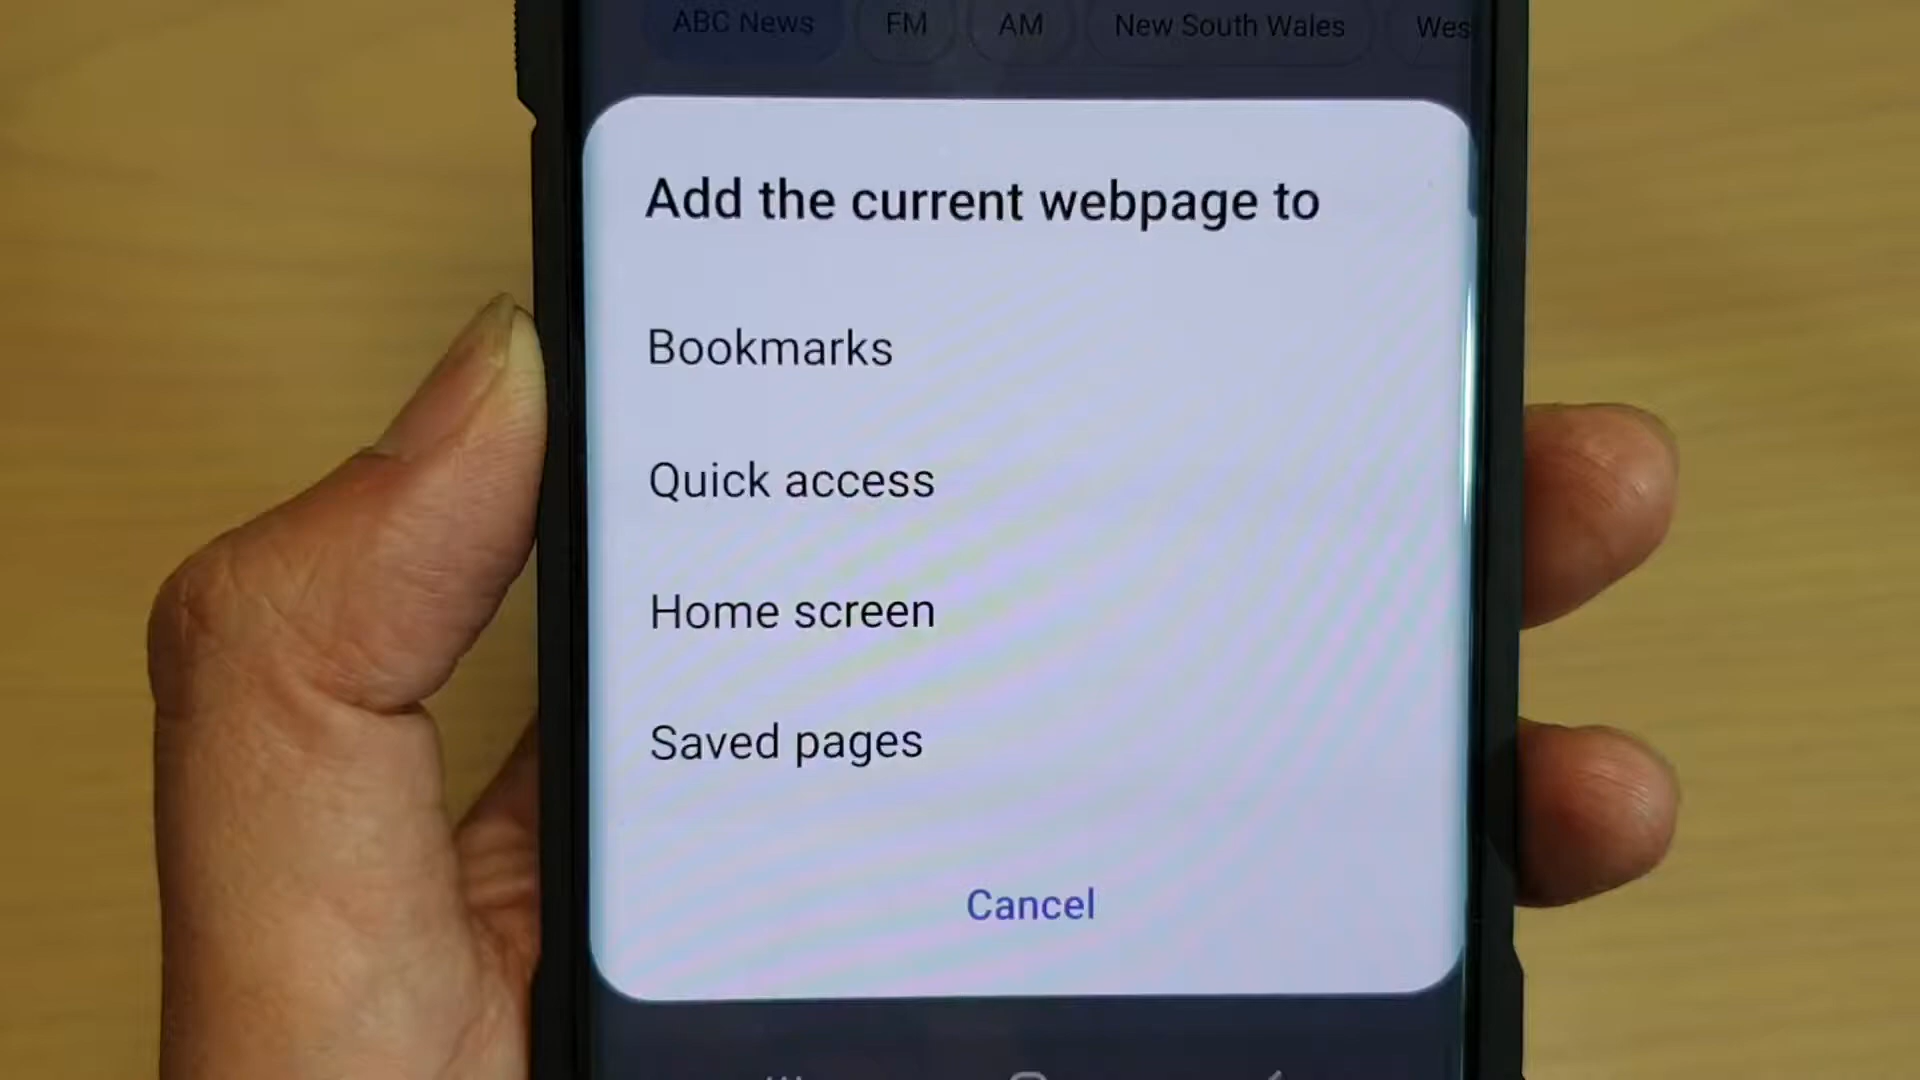 ABC News FM AM New South Wales
Add the current webpage to
Bookmarks
Quick access
Home screen
Saved pages
Cancel